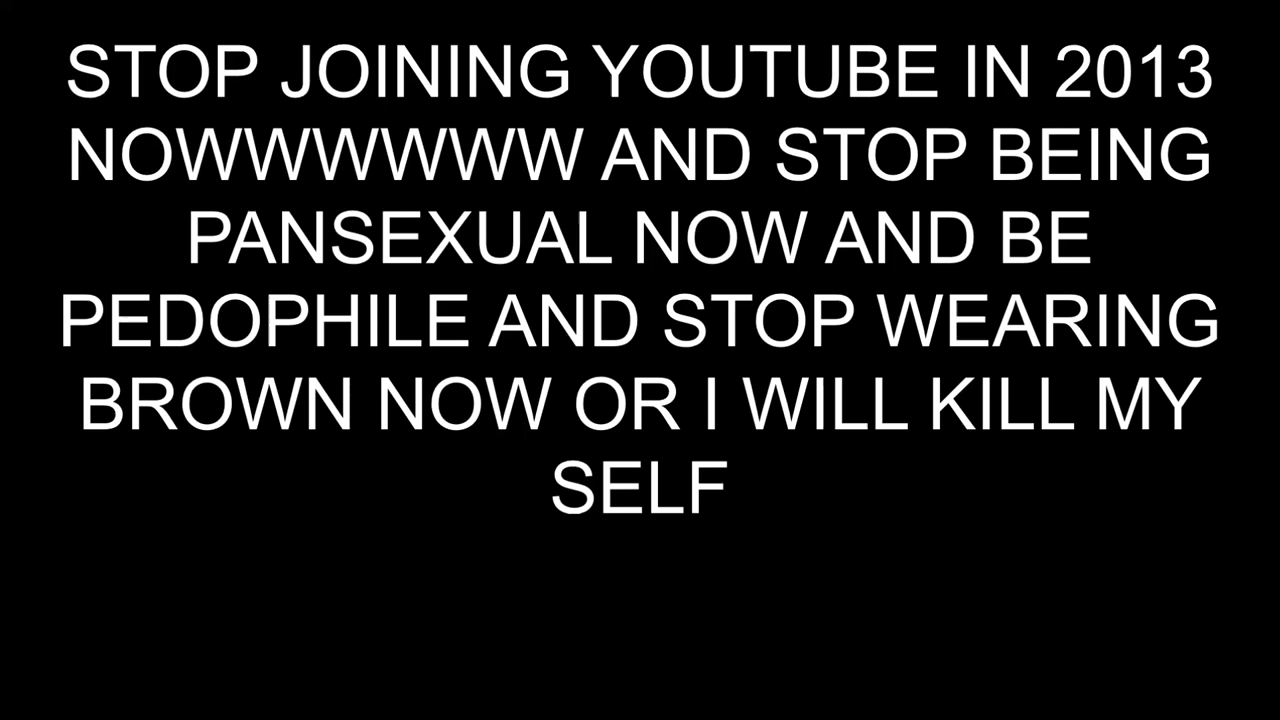 STOP JOINING YOUTUBE IN 2013
NOWWWWWW AND STOP BEING
PANSEXUAL NOW AND BE
PEDOPHILE AND STOP WEARING
BROWN NOW OR I WILL KILL MY
SELF